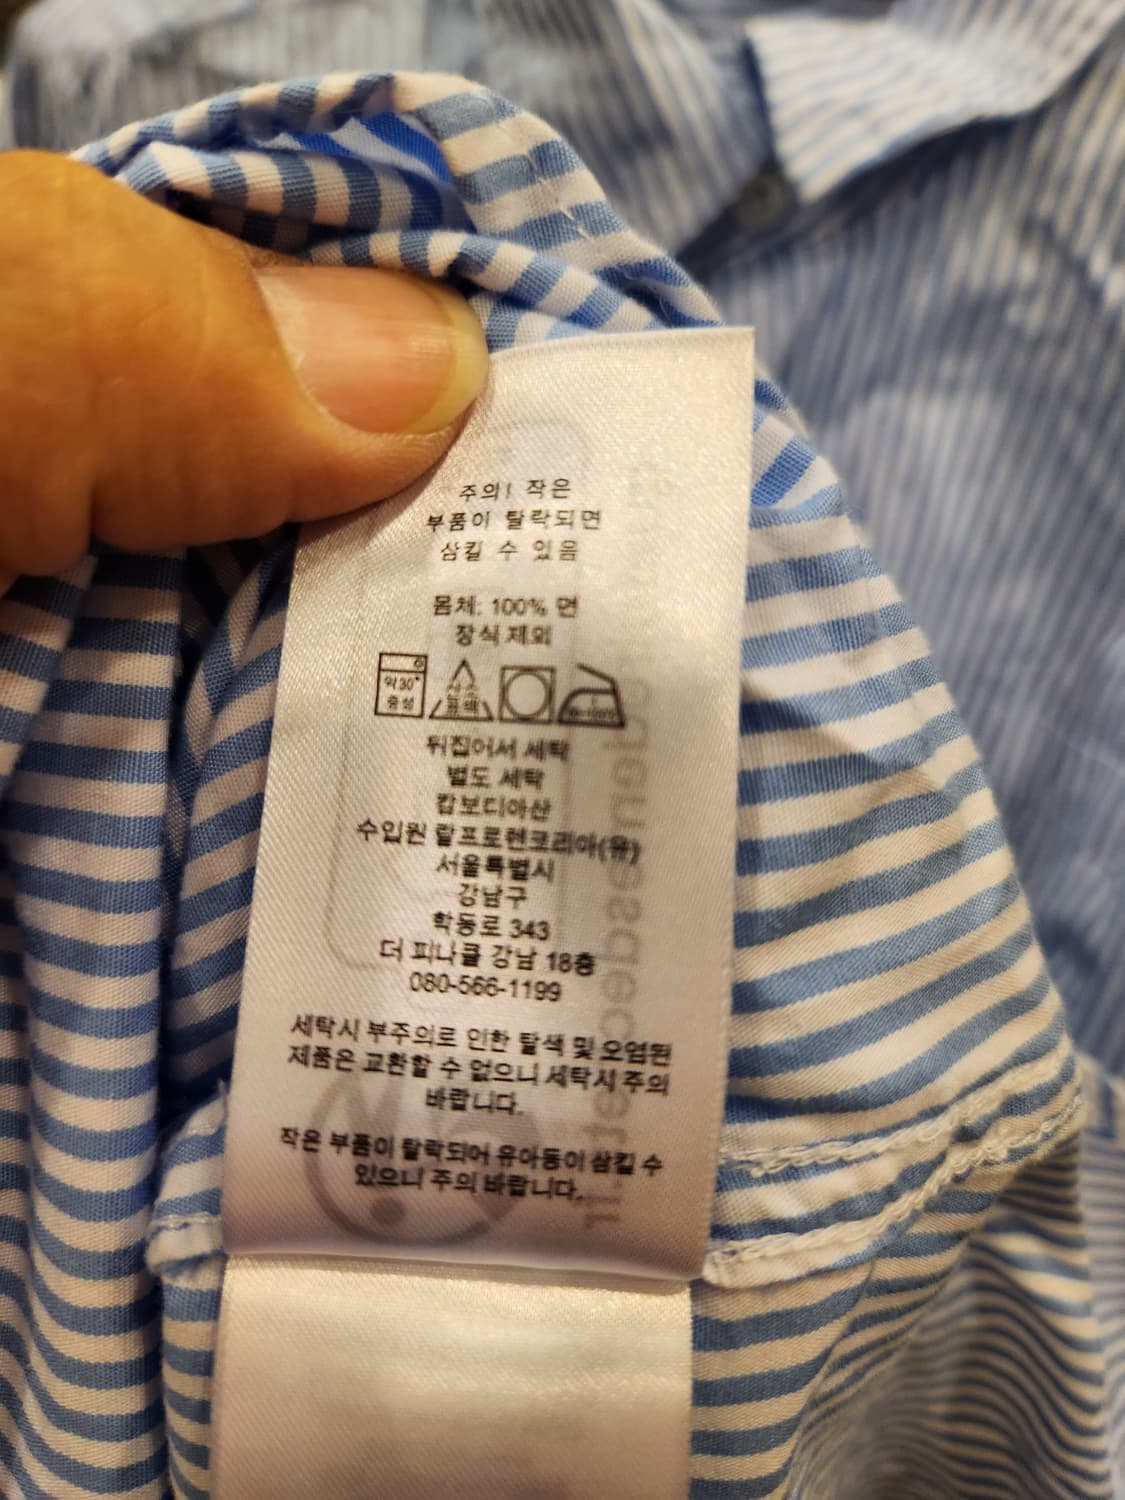 주의! 작은
부품이 탈락되면
삼킬 수 있음
몸체: 100% 면
장식 제외
약30°
중성
산소
표백
뒤집어서 세탁
별도 세탁
캄보디아산
수입원 랄프로렌코리아(유)
서울특별시
강남구
학동로 343
더 피나클 강남 18층
080-566-1199
세탁시 부주의로 인한 탈색 및 오염된
제품은 교환할 수 없으니 세탁시 주의
바랍니다.
작은 부품이 탈락되어 유아동이 삼킬 수
있으니 주의 바랍니다.